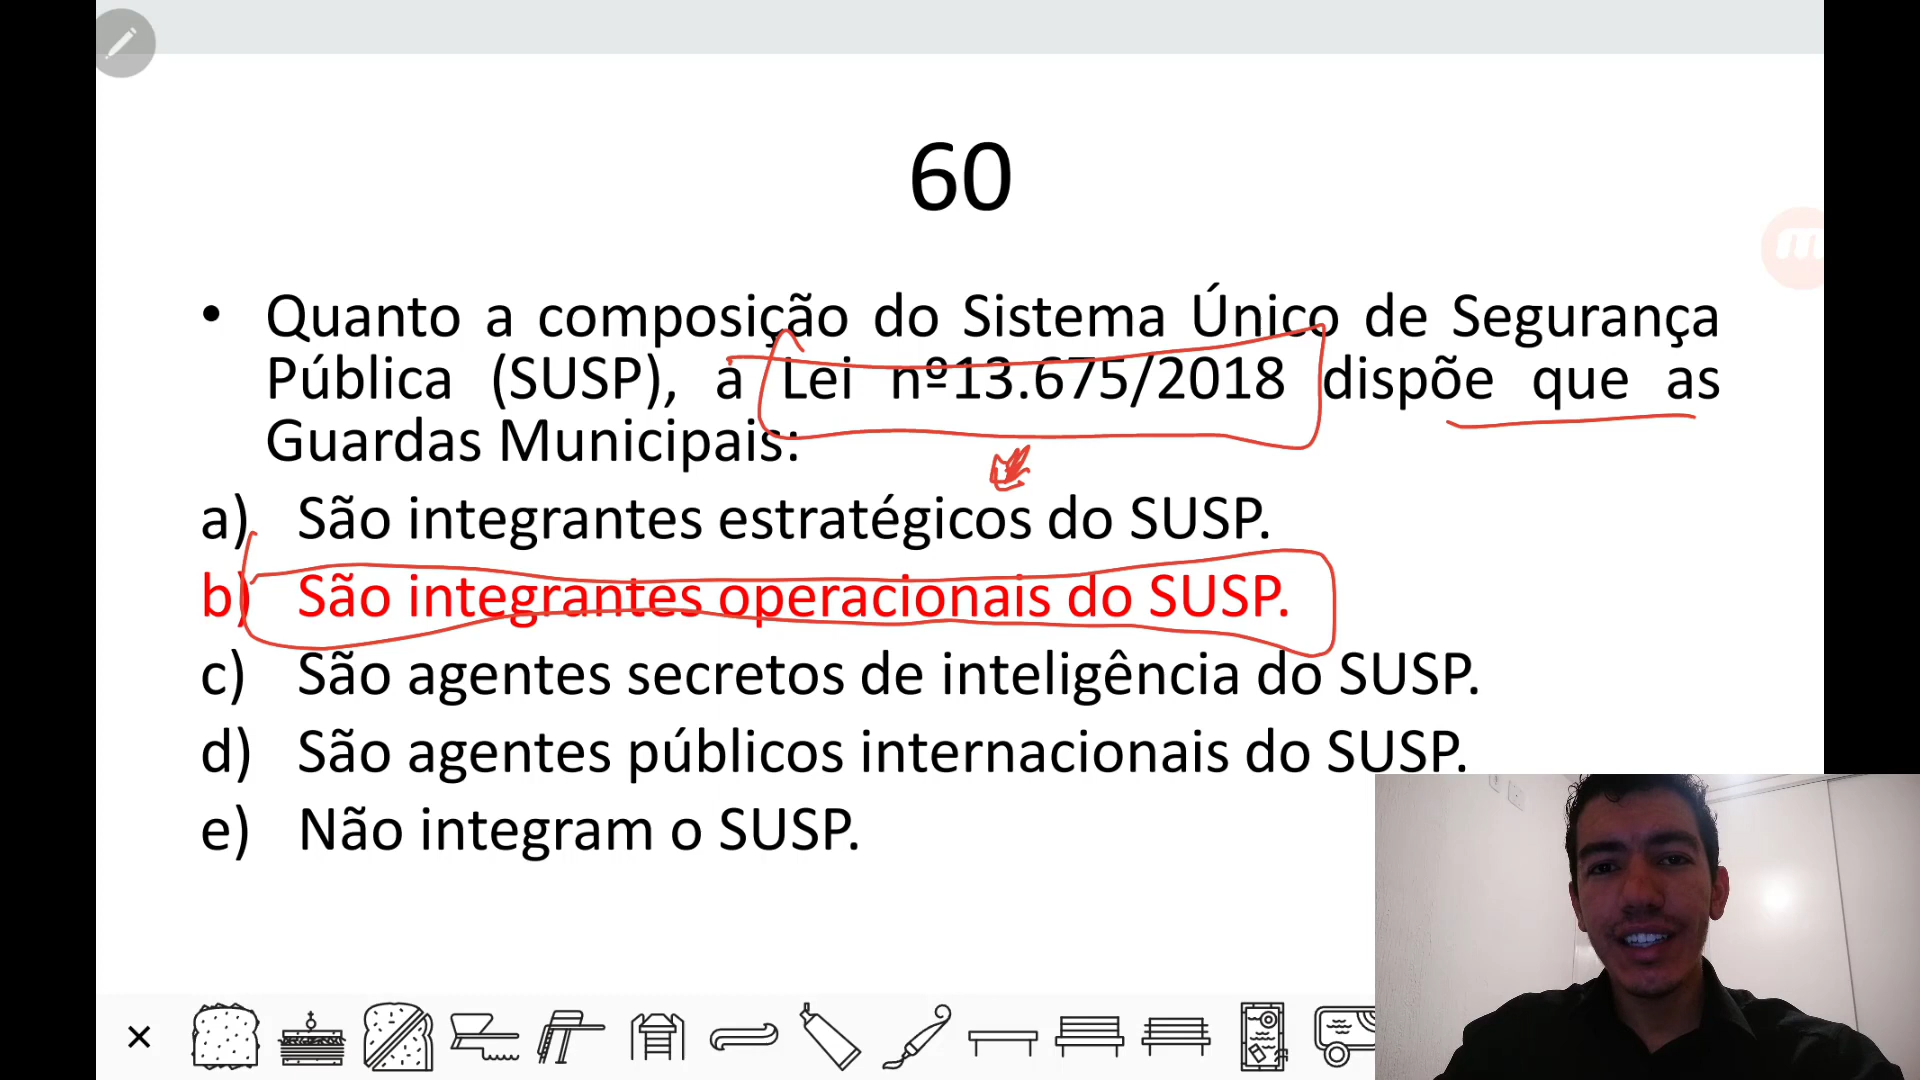 60
• Quanto a composição do Sistema Único de Segurança
Pública (SUSP), a Lei nº13.675/2018 dispõe que as
Guardas Municipais:
a) São integrantes estratégicos do SUSP.
b) São integrantes operacionais do SUSP.
c) São agentes secretos de inteligência do SUSP.
d) São agentes públicos internacionais do SUSP.
e) Não integram o SUSP.